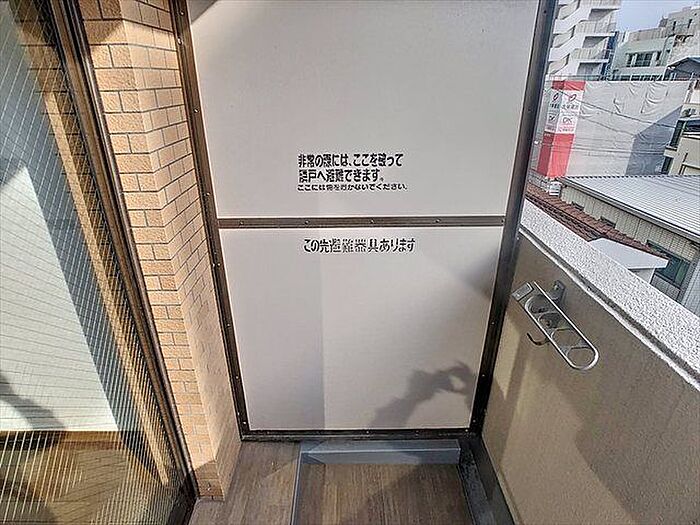 非常の際には、ここを破って
隣戸へ避難できます。
ここには物を置かないでください。
この先避難器具あります
DK